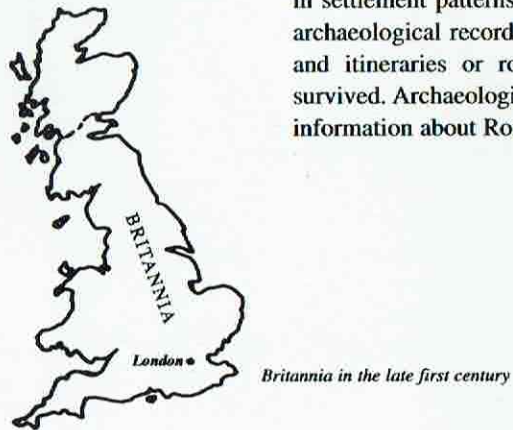 in settlement patterns
archaeological record
and itineraries or ro
survived. Archaeologi
information about Ro
BRITANNIA
London
Britannia in the late first century